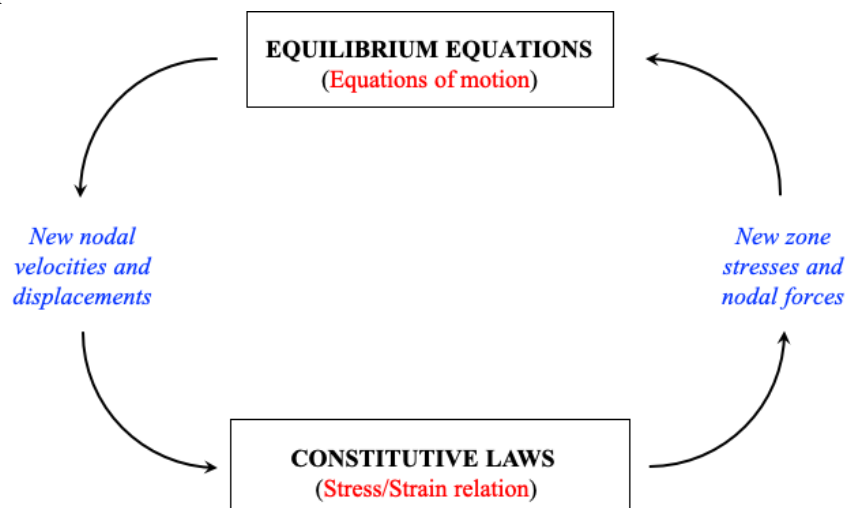 EQUILIBRIUM EQUATIONS
(Equations of motion)
New nodal
velocities and
displacements
New zone
stresses and
nodal forces
CONSTITUTIVE LAWS
(Stress/Strain relation)